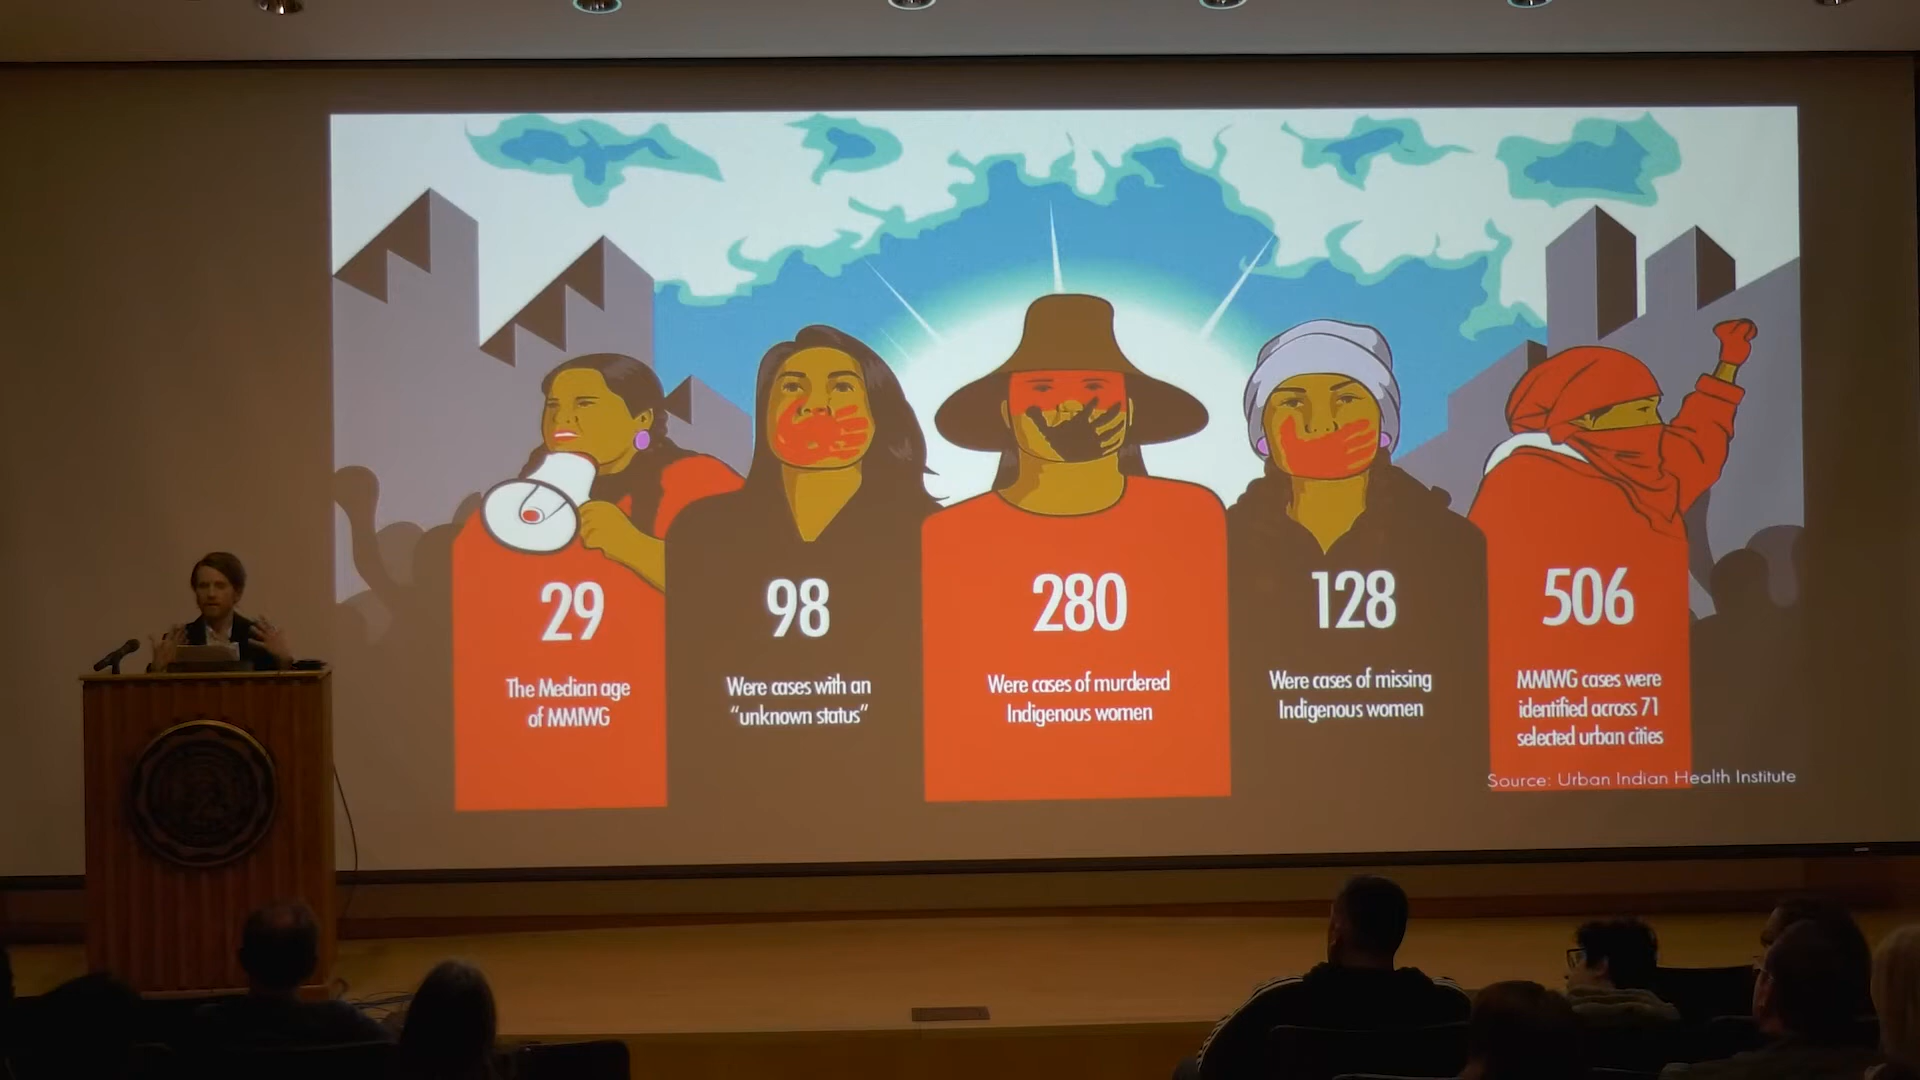 29
The Median age
of MMIWG
98
Were cases with an
“unknown status”
280
Were cases of murdered
Indigenous women
128
Were cases of missing
Indigenous women
506
MMIWG cases were
identified across 71
selected urban cities
Source: Urban Indian Health Institute